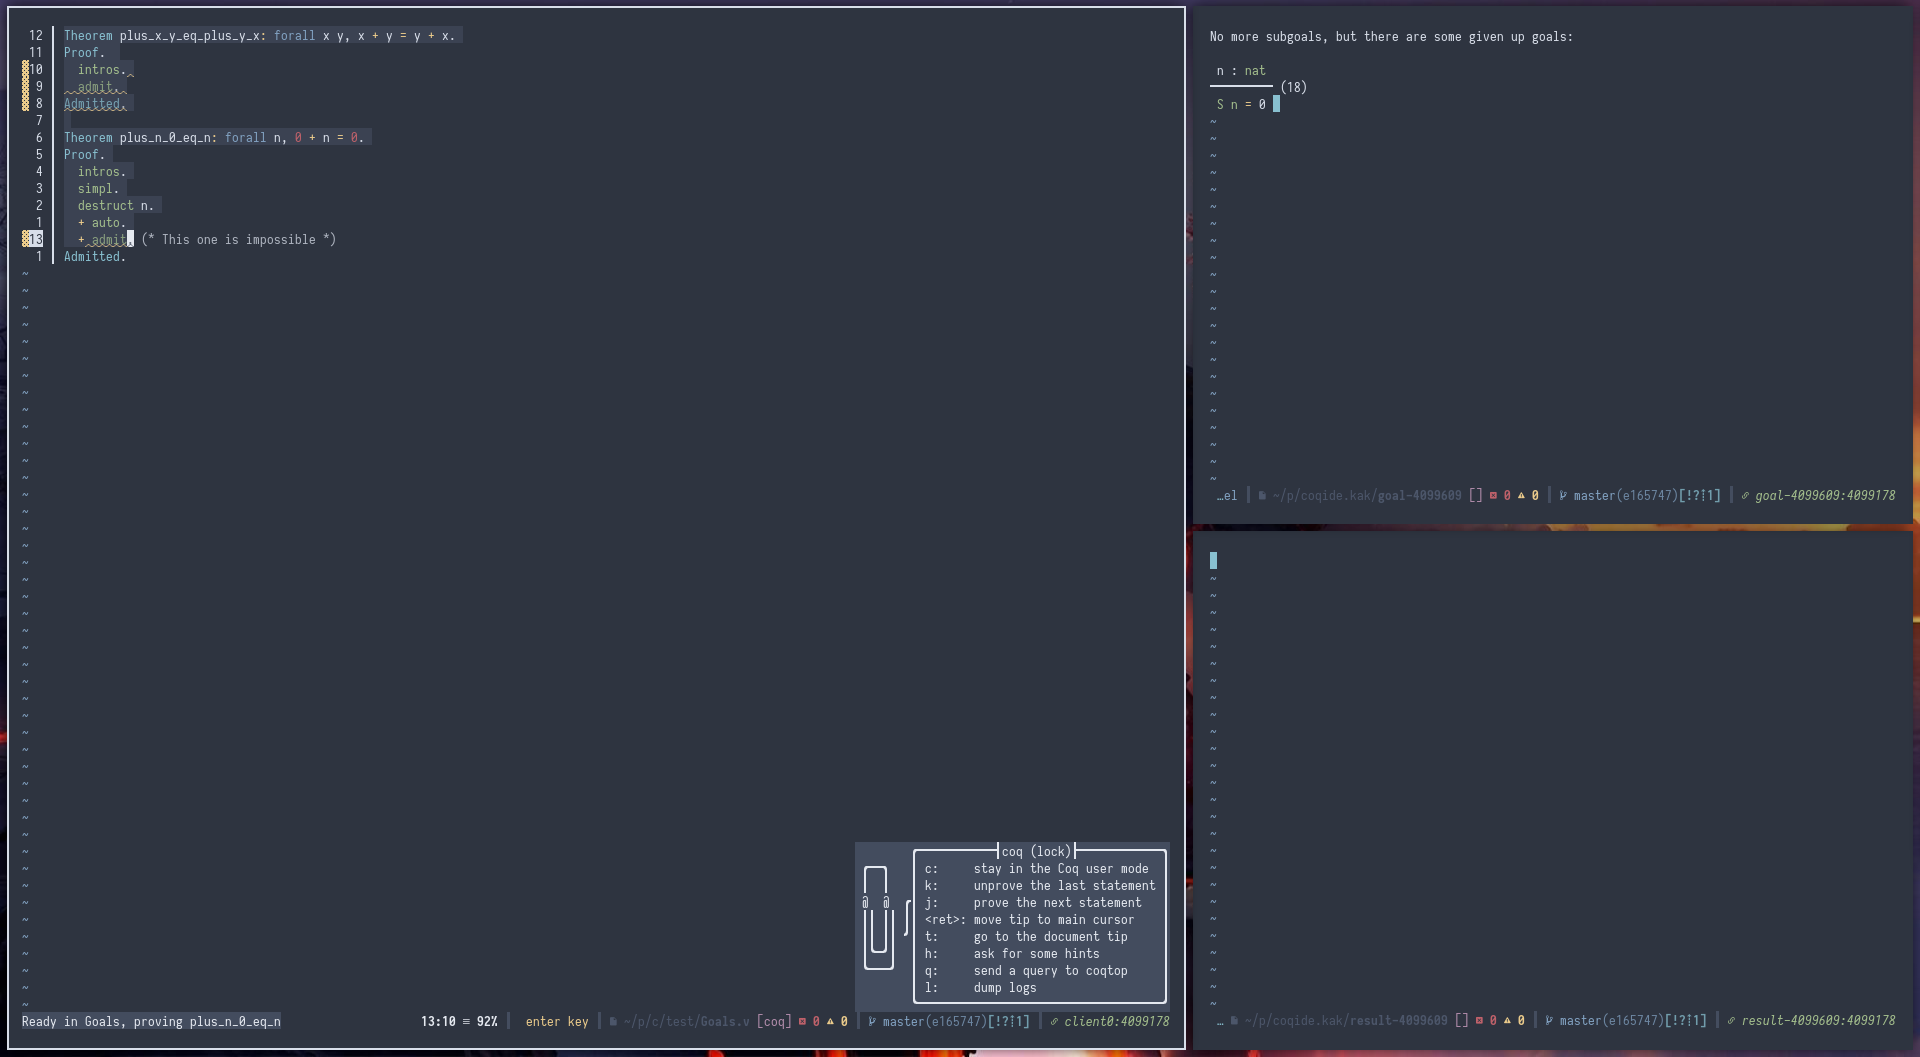 12 Theorem plus_x_y_eq_plus_y_x: forall x y, x + y = y + x.
11 Proof.
10 intros.
9 admit.
8 Admitted.
7
6 Theorem plus_n_0_eq_n: forall n, 0 + n = 0.
5 Proof.
4 intros.
3 simpl.
2 destruct n.
1 + auto.
13 + admit. (* This one is impossible *)
1 Admitted.
coq (lock)
c: stay in the Coq user mode
k: unprove the last statement
j: prove the next statement
<ret>: move tip to main cursor
t: go to the document tip
h: ask for some hints
q: send a query to coqtop
l: dump logs
Ready in Goals, proving plus_n_0_eq_n 13:10 ≡ 92% enter key ~/p/c/test/Goals.v [coq] 0 0 master(e165747)[!?⇡1] client0:4099178
No more subgoals, but there are some given up goals:
n : nat
(18)
S n = 0
…el ~/p/coqide.kak/goal-4099609 [] 0 0 master(e165747)[!?⇡1] goal-4099609:4099178
… ~/p/coqide.kak/result-4099609 [] 0 0 master(e165747)[!?⇡1] result-4099609:4099178